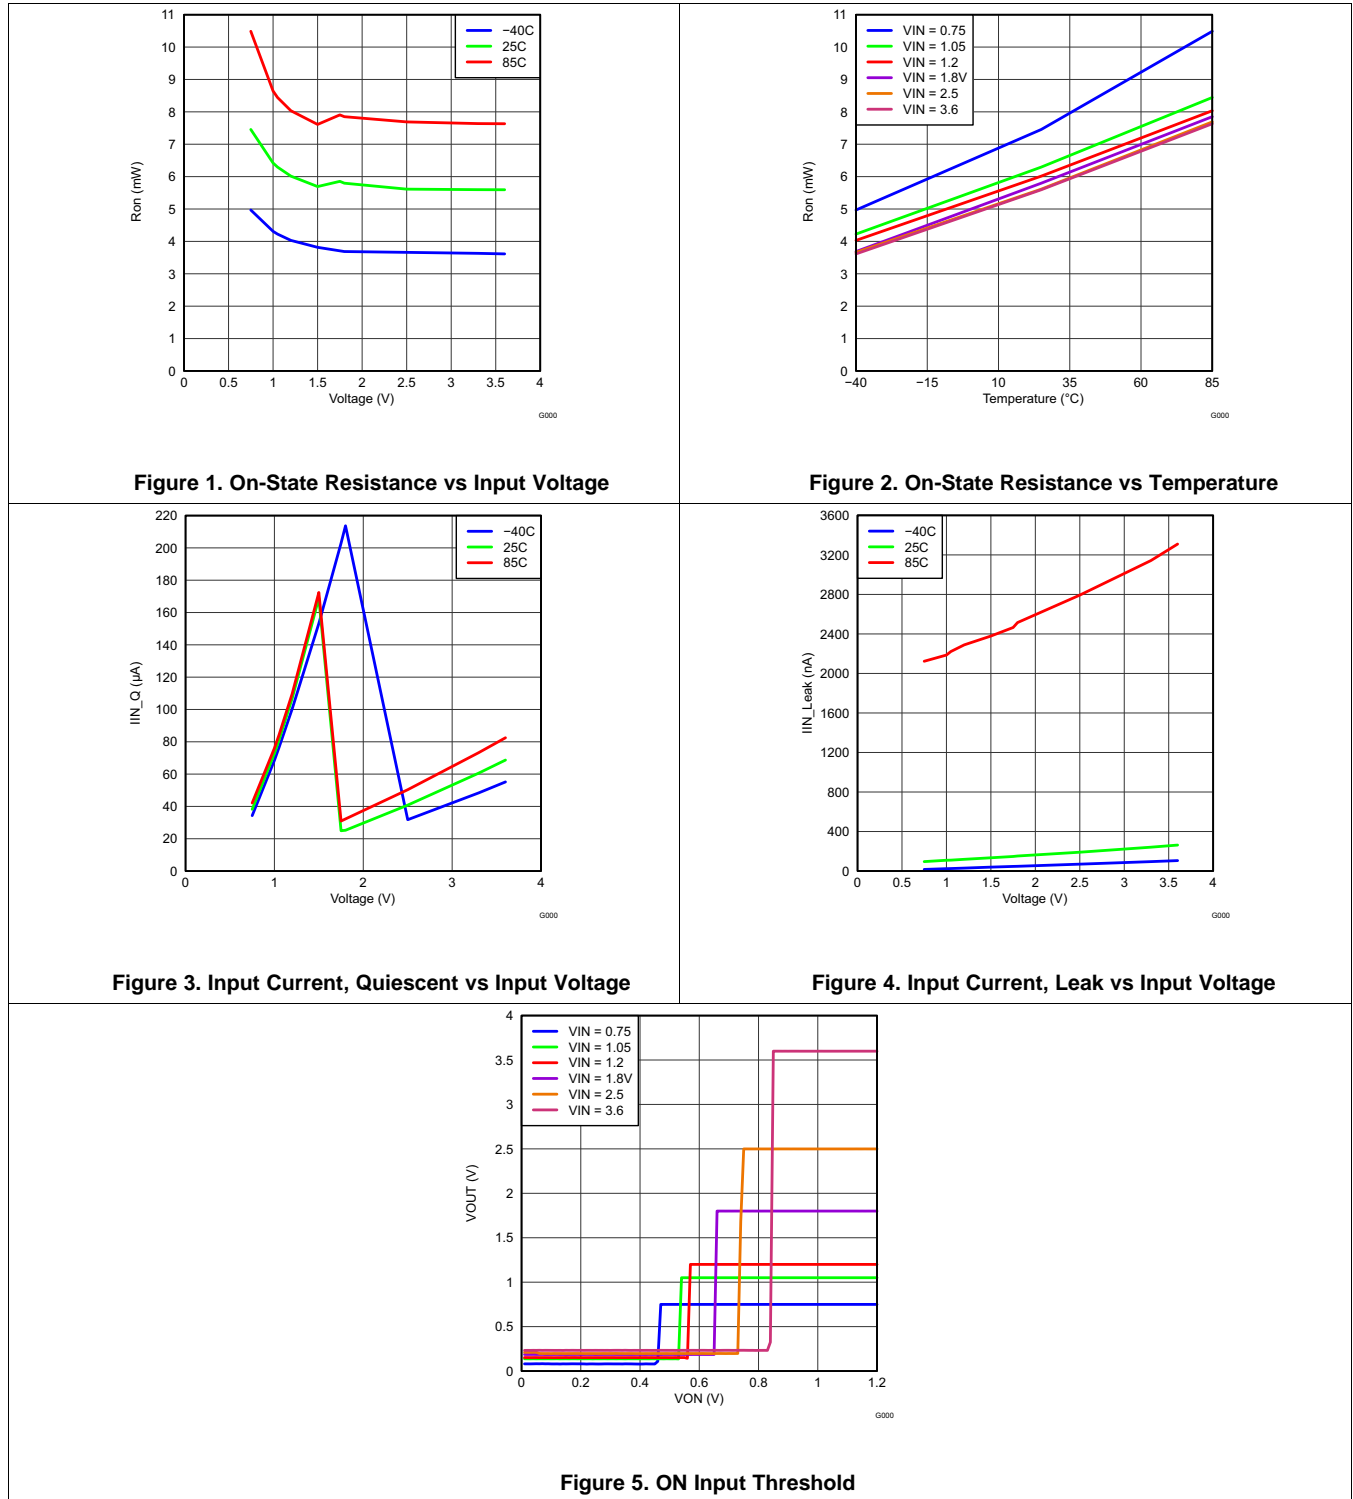 11
10
9
8
7
6
5
4
3
2
1
0
Ron (mW)
−40C
25C
85C
0 0.5 1 1.5 2 2.5 3 3.5 4
Voltage (V)
G000
Figure 1. On-State Resistance vs Input Voltage
11
10
9
8
7
6
5
4
3
2
1
0
Ron (mW)
VIN = 0.75
VIN = 1.05
VIN = 1.2
VIN = 1.8V
VIN = 2.5
VIN = 3.6
−40 −15 10 35 60 85
Temperature (°C)
G000
Figure 2. On-State Resistance vs Temperature
220
200
180
160
140
120
100
80
60
40
20
0
IIN_Q (µA)
−40C
25C
85C
0 1 2 3 4
Voltage (V)
G000
Figure 3. Input Current, Quiescent vs Input Voltage
3600
3200
2800
2400
2000
1600
1200
800
400
0
IIN_Leak (nA)
−40C
25C
85C
0 0.5 1 1.5 2 2.5 3 3.5 4
Voltage (V)
G000
Figure 4. Input Current, Leak vs Input Voltage
4
3.5
3
2.5
2
1.5
1
0.5
0
VOUT (V)
VIN = 0.75
VIN = 1.05
VIN = 1.2
VIN = 1.8V
VIN = 2.5
VIN = 3.6
0 0.2 0.4 0.6 0.8 1 1.2
VON (V)
G000
Figure 5. ON Input Threshold